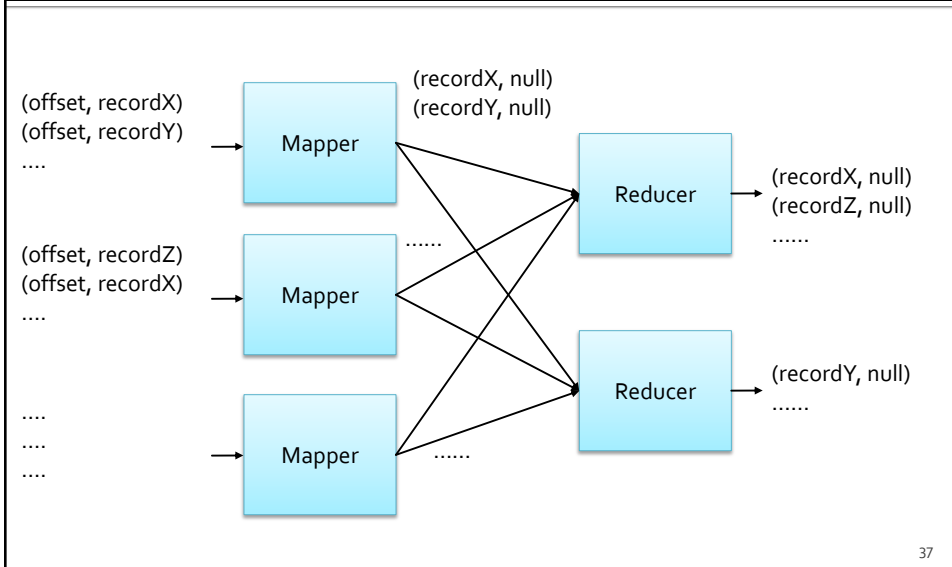 (offset, recordX)
(offset, recordY)
....
Mapper
(recordX, null)
(recordY, null)
Reducer
(recordX, null)
(recordZ, null)
......
(offset, recordZ)
(offset, recordX)
....
Mapper
......
Reducer
(recordY, null)
......
....
....
....
Mapper
......
37